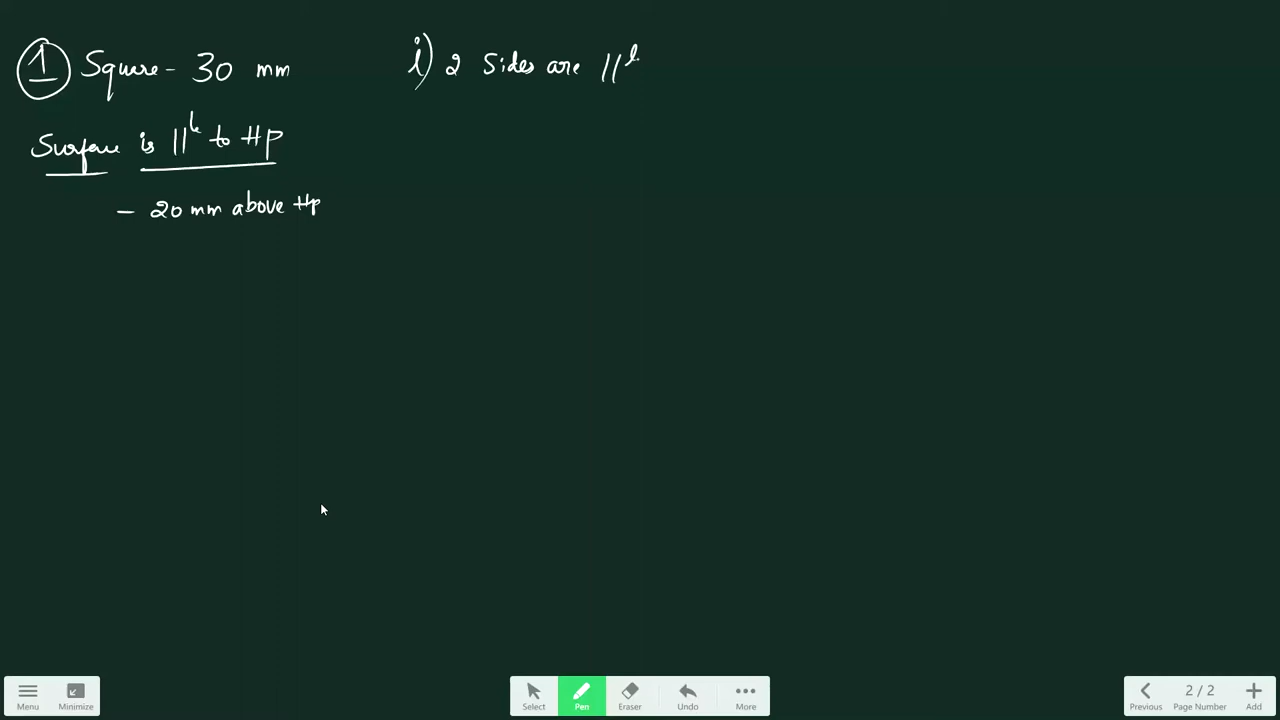 1 Square - 30 mm
i) 2 Sides are ||l
Surface is ||l to HP
- 20 mm above HP
Menu
Minimize
Select
Pen
Eraser
Undo
More
Previous
2 / 2
Page Number
Add